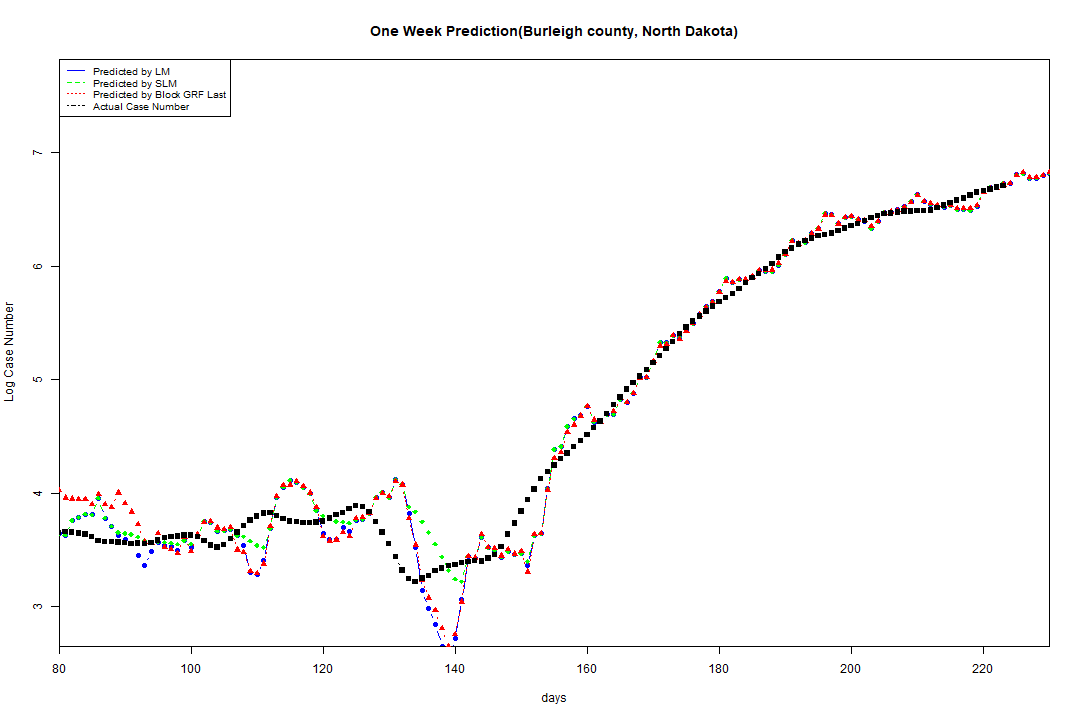 One Week Prediction(Burleigh county, North Dakota)
Predicted by LM
Predicted by SLM
Predicted by Block GRF Last
Actual Case Number
7
6
5
4
3
Log Case Number
80 100 120 140 160 180 200 220
days